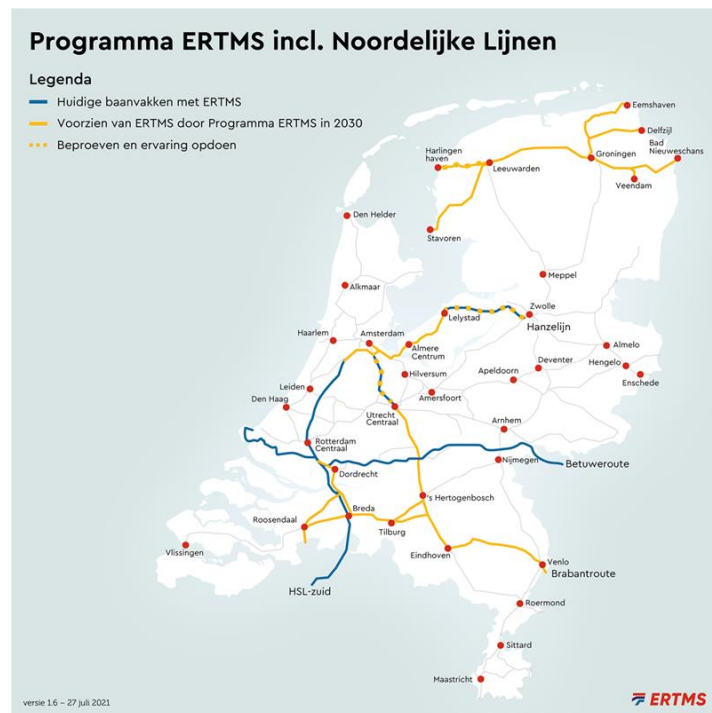 Programma ERTMS incl. Noordelijke Lijnen
Legenda
Huidige baanvakken met ERTMS
Voorzien van ERTMS door Programma ERTMS in 2030
Beproeven en ervaring opdoen
Eemshaven
Delfzijl
Bad
Nieuweschans
Harlingen
haven
Leeuwarden
Groningen
Veendam
Den Helder
Stavoren
Meppel
Alkmaar
Zwolle
Lelystad
Hanzelijn
Haarlem
Amsterdam
Almere
Centrum
Almelo
Hilversum
Apeldoorn
Deventer
Hengelo
Enschede
Leiden
Amersfoort
Den Haag
Utrecht
Centraal
Arnhem
Rotterdam
Centraal
Nijmegen
Betuweroute
Dordrecht
's Hertogenbosch
Breda
Roosendaal
Tilburg
Vlissingen
Eindhoven
Venlo
Brabantroute
HSL-zuid
Roermond
Sittard
Maastricht
versie 1.6 – 27 juli 2021
ERTMS